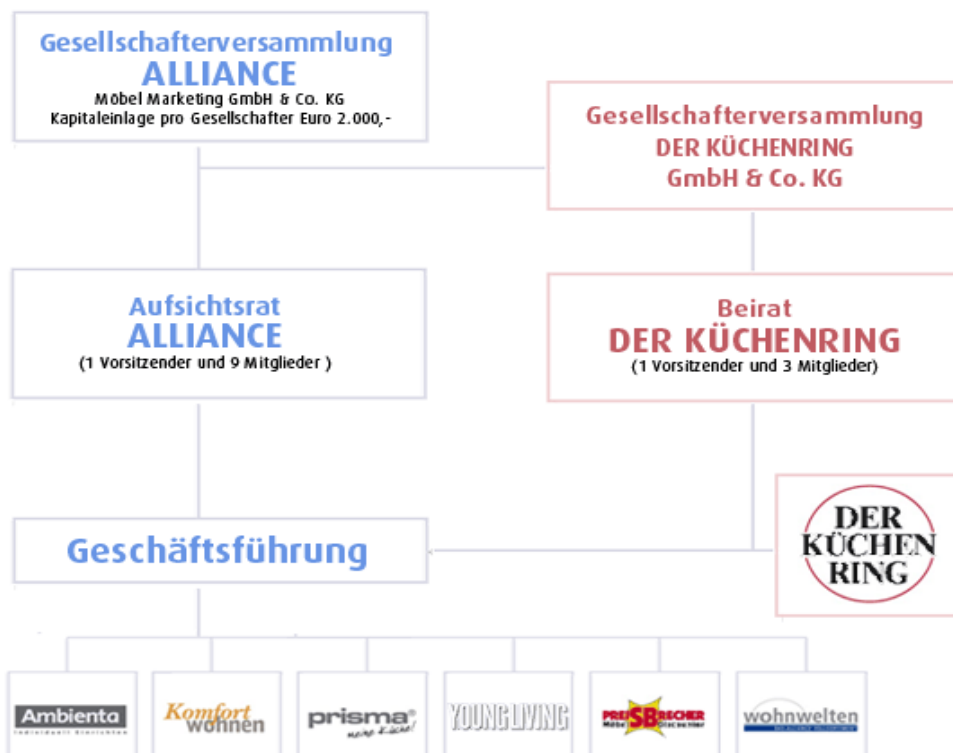 Gesellschafterversammlung
ALLIANCE
Möbel Marketing GmbH & Co. KG
Kapitaleinlage pro Gesellschafter Euro 2.000,-
Gesellschafterversammlung
DER KÜCHENRING
GmbH & Co. KG
Aufsichtsrat
ALLIANCE
(1 Vorsitzender und 9 Mitglieder )
Beirat
DER KÜCHENRING
(1 Vorsitzender und 3 Mitglieder)
Geschäftsführung
DER
KÜCHEN
RING
Ambienta
individuell Einrichten
Komfort
wohnen
prisma®
meine Küche!
YOUNG LIVING
PREISBRECHER
wohnwelten